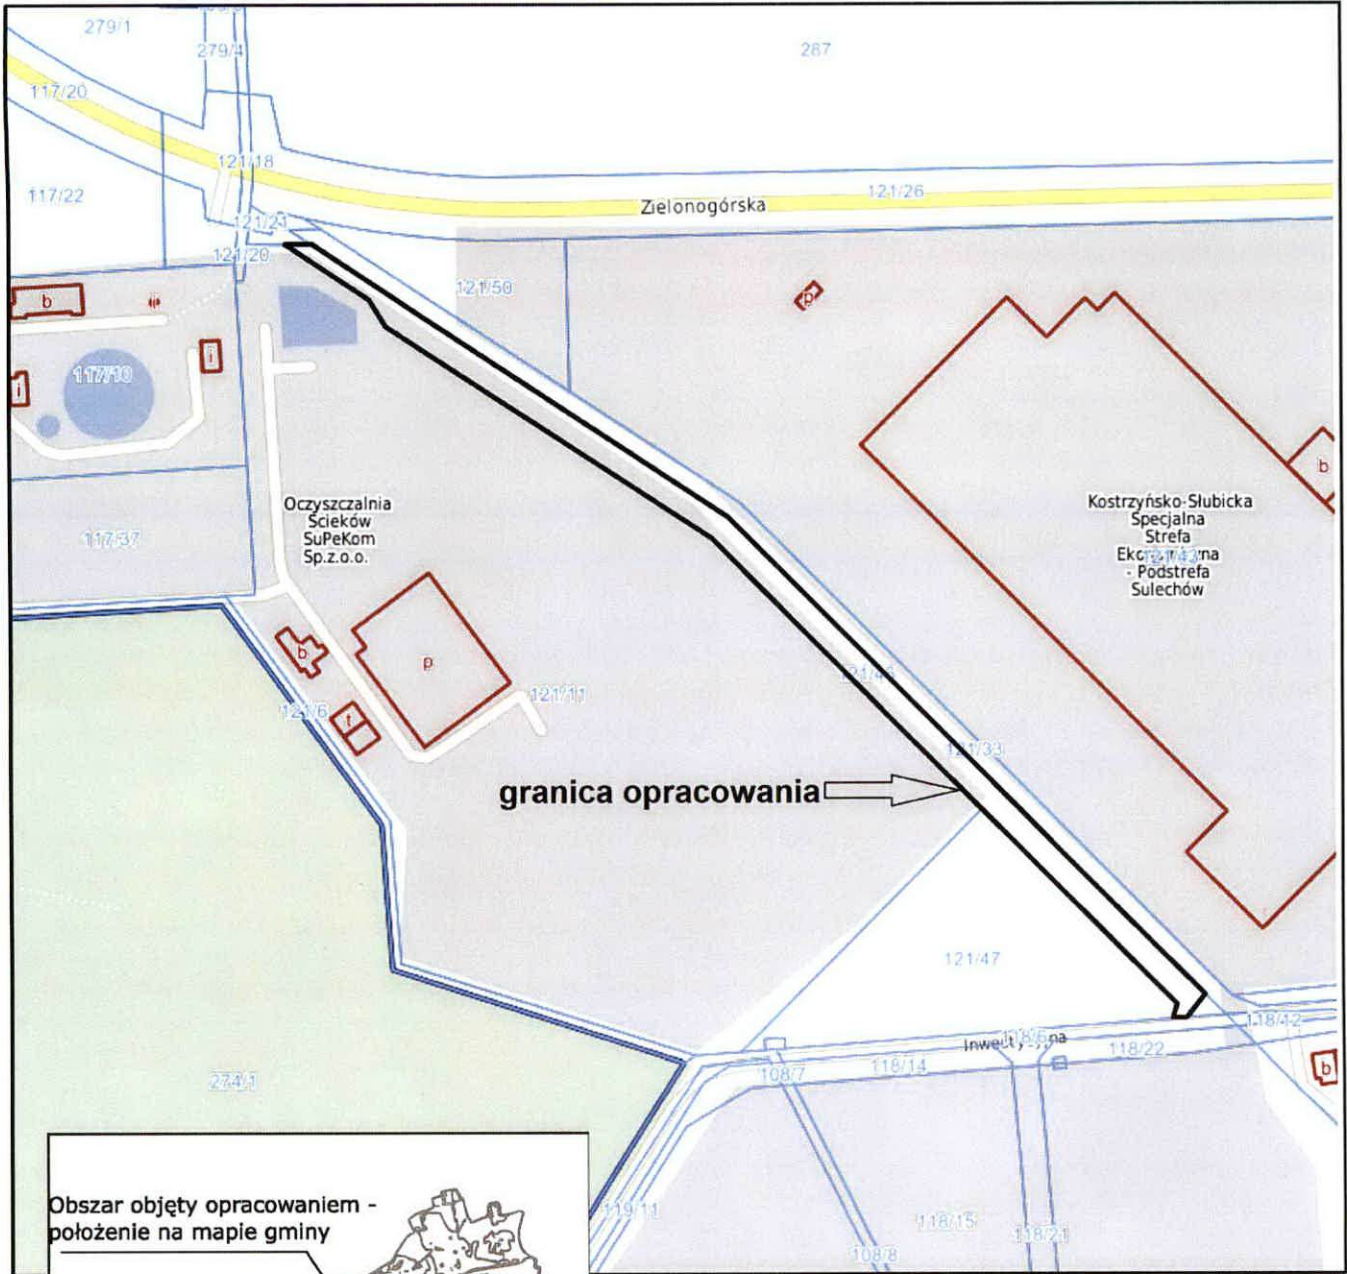 279/1
279/4
287
117/20
121/18
117/22
121/26
Zielonogórska
121/21
121/20
121/50
b
p
i
117/10
i
b
Oczyszczalnia
Ścieków
SuPeKom
Sp.z.o.o.
Kostrzyńsko-Słubicka
Specjalna
Strefa
- Podstrefa
Sulechów
117/37
b
p
121/6
t
121/11
121/33
granica opracowania
121/47
118/12
118/22
118/14
108/7
b
274/1
Obszar objęty opracowaniem -
położenie na mapie gminy
119/11
118/15
118/21
108/8